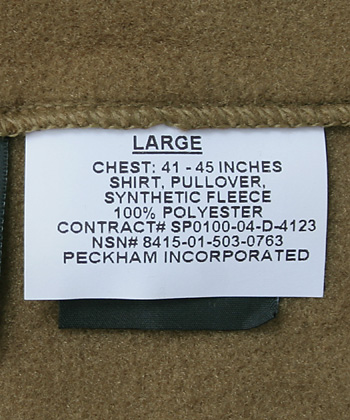 LARGE
CHEST: 41 - 45 INCHES
SHIRT, PULLOVER,
SYNTHETIC FLEECE
100% POLYESTER
CONTRACT# SP0100-04-D-4123
NSN# 8415-01-503-0763
PECKHAM INCORPORATED